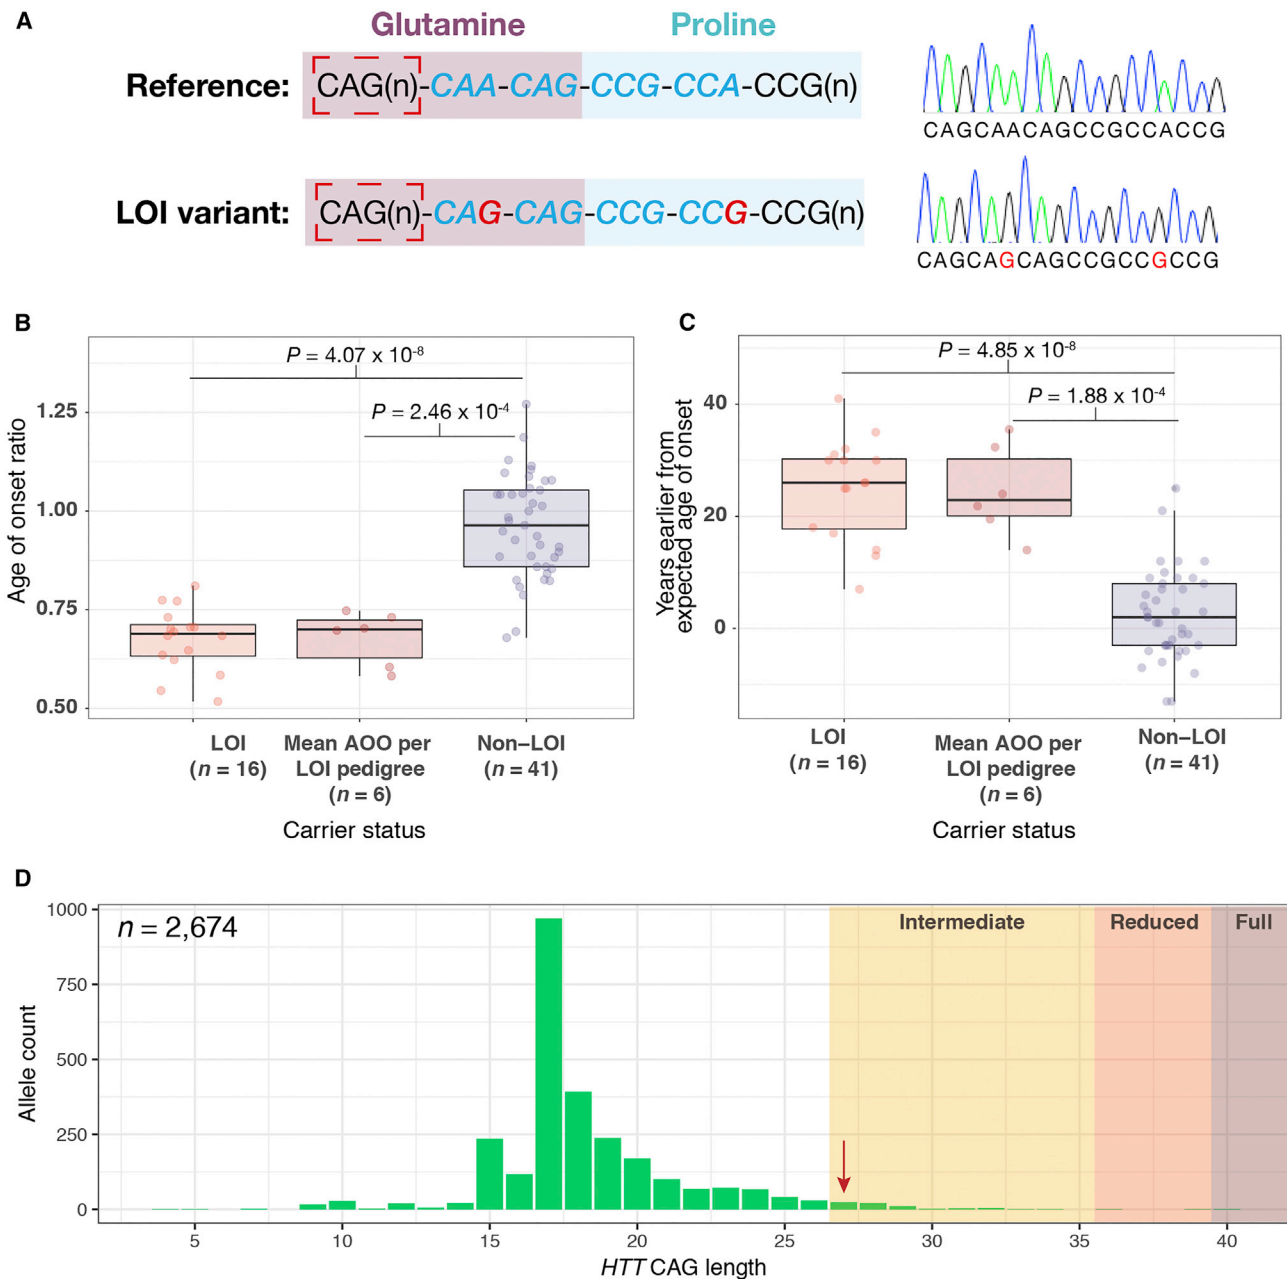 A
Glutamine Proline
Reference: CAG(n)-CAA-CAG-CCG-CCA-CCG(n)
CAGCAACAGCCGCCACCG
LOI variant: CAG(n)-CAG-CAG-CCG-CCG-CCG(n)
CAGCAGCAGCCGCCGCCG
B
P = 4.07 x 10-8
P = 2.46 x 10-4
Age of onset ratio
1.25
1.00
0.75
0.50
LOI
(n = 16)
Mean AOO per
LOI pedigree
(n = 6)
Non–LOI
(n = 41)
Carrier status
C
P = 4.85 x 10-8
P = 1.88 x 10-4
Years earlier from
expected age of onset
40
20
0
LOI
(n = 16)
Mean AOO per
LOI pedigree
(n = 6)
Non–LOI
(n = 41)
Carrier status
D
n = 2,674
Intermediate
Reduced
Full
Allele count
1000
750
500
250
0
5 10 15 20 25 30 35 40
HTT CAG length